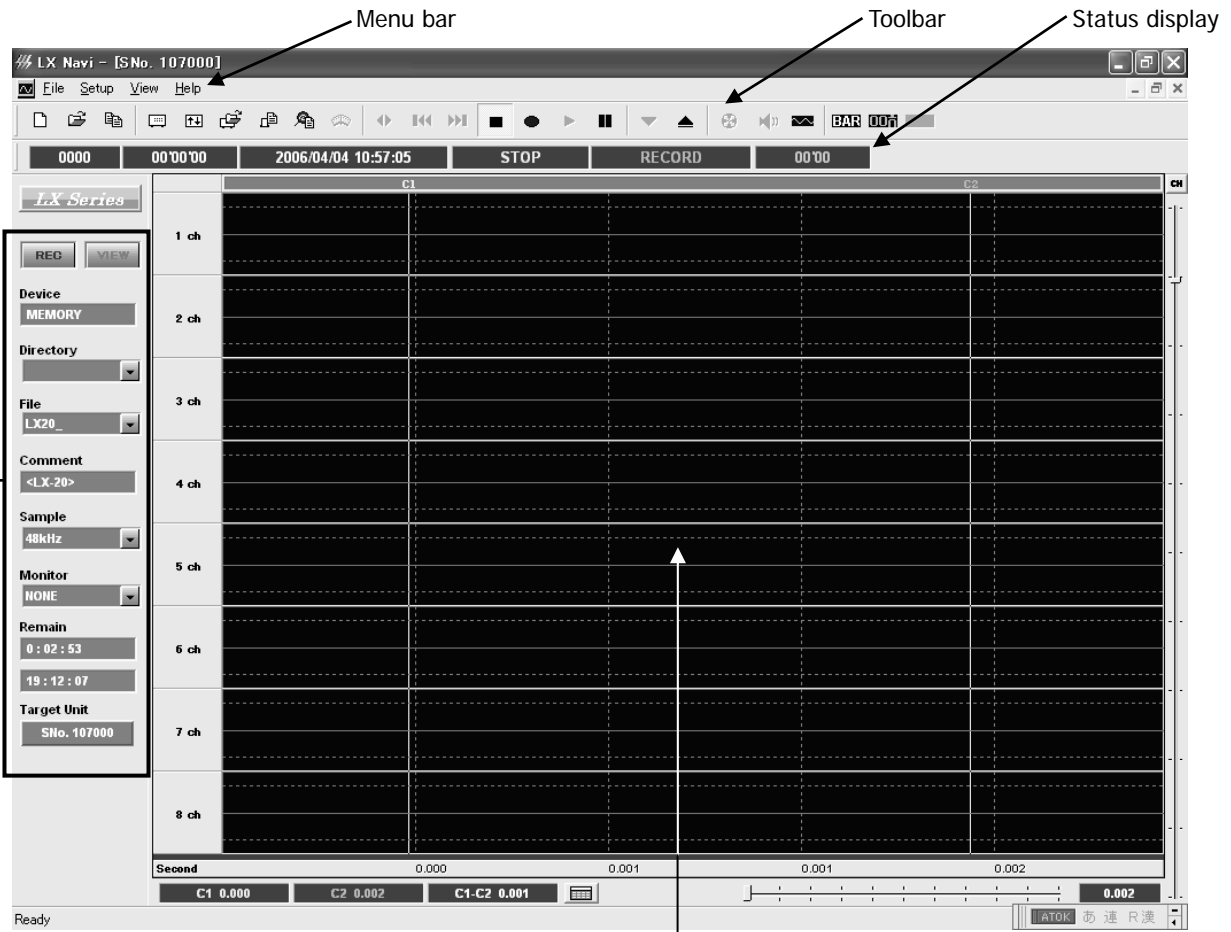 Menu bar
Toolbar
Status display
LX Navi - [SNo. 107000]
File Setup View Help
BAR
0000 00'00'00 2006/04/04 10:57:05 STOP RECORD 00'00
LX Series
C1 C2 CH
REC VIEW
Device
MEMORY
Directory
File
LX20_
Comment
<LX-20>
Sample
48kHz
Monitor
NONE
Remain
0 : 02 : 53
19 : 12 : 07
Target Unit
SNo. 107000
1 ch
2 ch
3 ch
4 ch
5 ch
6 ch
7 ch
8 ch
Second 0.000 0.001 0.001 0.002
C1 0.000 C2 0.002 C1-C2 0.001 0.002
Ready
ATOK あ 連 R漢